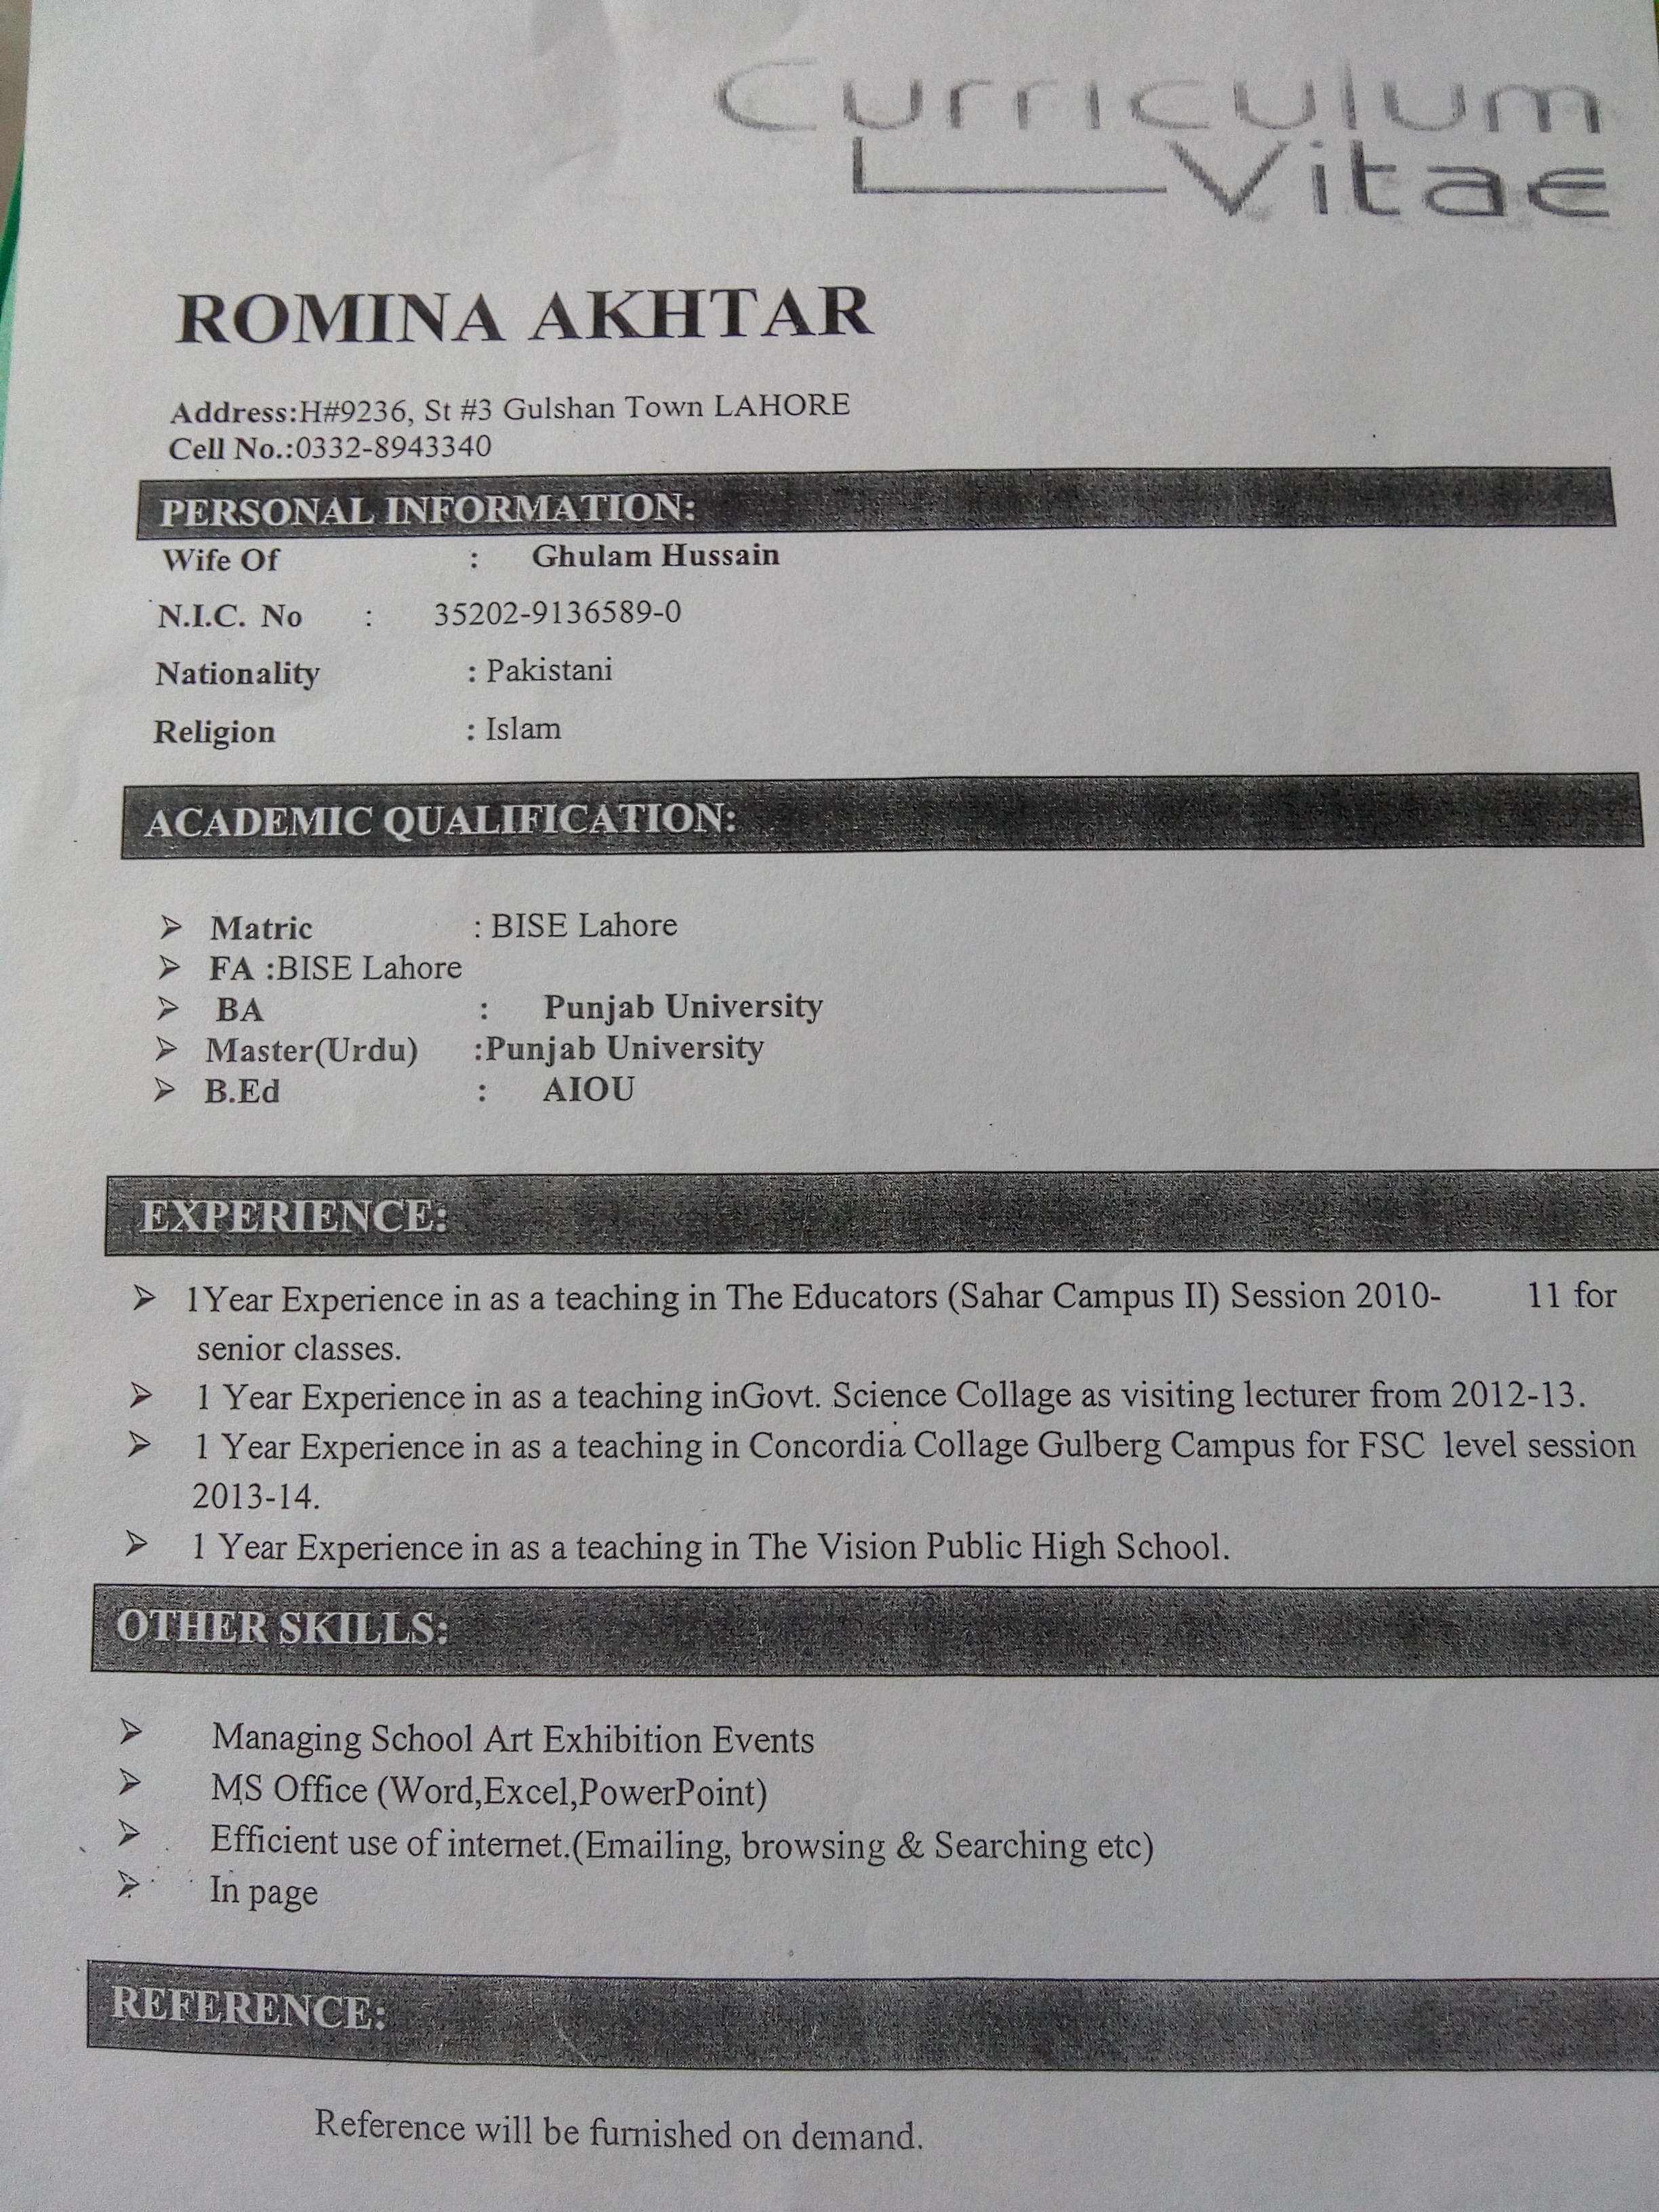 Curriculum
Vitae
ROMINA AKHTAR
Address:H#9236, St #3 Gulshan Town LAHORE
Cell No.:0332-8943340
PERSONAL INFORMATION:
Wife Of : Ghulam Hussain
N.I.C. No : 35202-9136589-0
Nationality : Pakistani
Religion : Islam
ACADEMIC QUALIFICATION:
➢ Matric : BISE Lahore
➢ FA :BISE Lahore
➢ BA : Punjab University
➢ Master(Urdu) :Punjab University
➢ B.Ed : AIOU
EXPERIENCE:
➢ 1Year Experience in as a teaching in The Educators (Sahar Campus II) Session 2010- 11 for
senior classes.
➢ 1 Year Experience in as a teaching inGovt. Science Collage as visiting lecturer from 2012-13.
➢ 1 Year Experience in as a teaching in Concordia Collage Gulberg Campus for FSC level session
2013-14.
➢ 1 Year Experience in as a teaching in The Vision Public High School.
OTHER SKILLS:
➢ Managing School Art Exhibition Events
➢ MS Office (Word,Excel,PowerPoint)
➢ Efficient use of internet.(Emailing, browsing & Searching etc)
➢ In page
REFERENCE:
Reference will be furnished on demand.